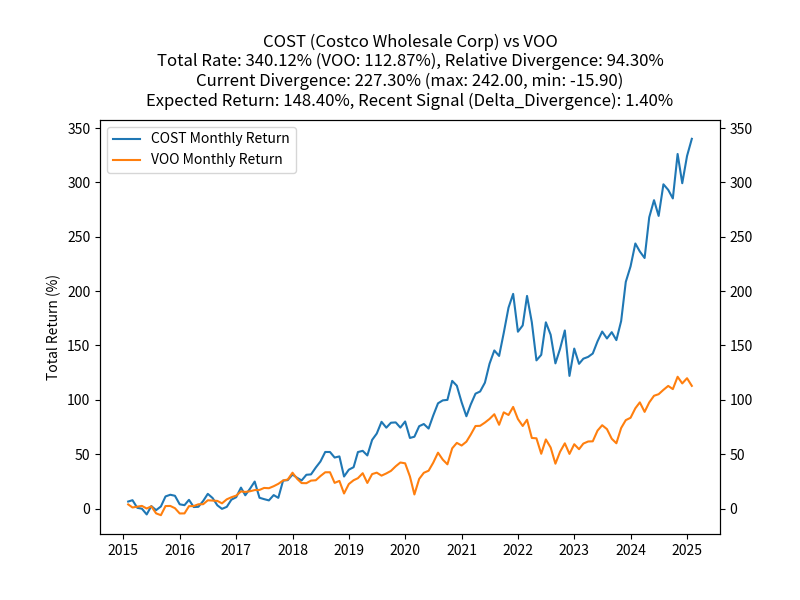 COST (Costco Wholesale Corp) vs VOO
Total Rate: 340.12% (VOO: 112.87%), Relative Divergence: 94.30%
Current Divergence: 227.30% (max: 242.00, min: -15.90)
Expected Return: 148.40%, Recent Signal (Delta_Divergence): 1.40%
COST Monthly Return
VOO Monthly Return
Total Return (%)
350
300
250
200
150
100
50
0
350
300
250
200
150
100
50
0
2015 2016 2017 2018 2019 2020 2021 2022 2023 2024 2025